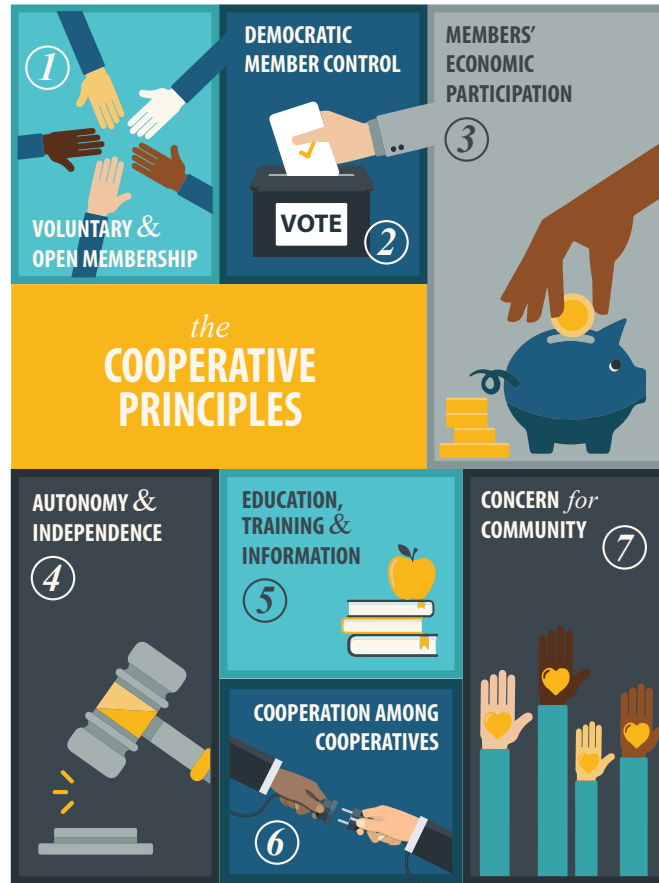 1
VOLUNTARY &
OPEN MEMBERSHIP
DEMOCRATIC
MEMBER CONTROL
VOTE
2
MEMBERS’
ECONOMIC
PARTICIPATION
3
the
COOPERATIVE
PRINCIPLES
AUTONOMY &
INDEPENDENCE
4
EDUCATION,
TRAINING &
INFORMATION
5
COOPERATION AMONG
COOPERATIVES
6
CONCERN for
COMMUNITY
7